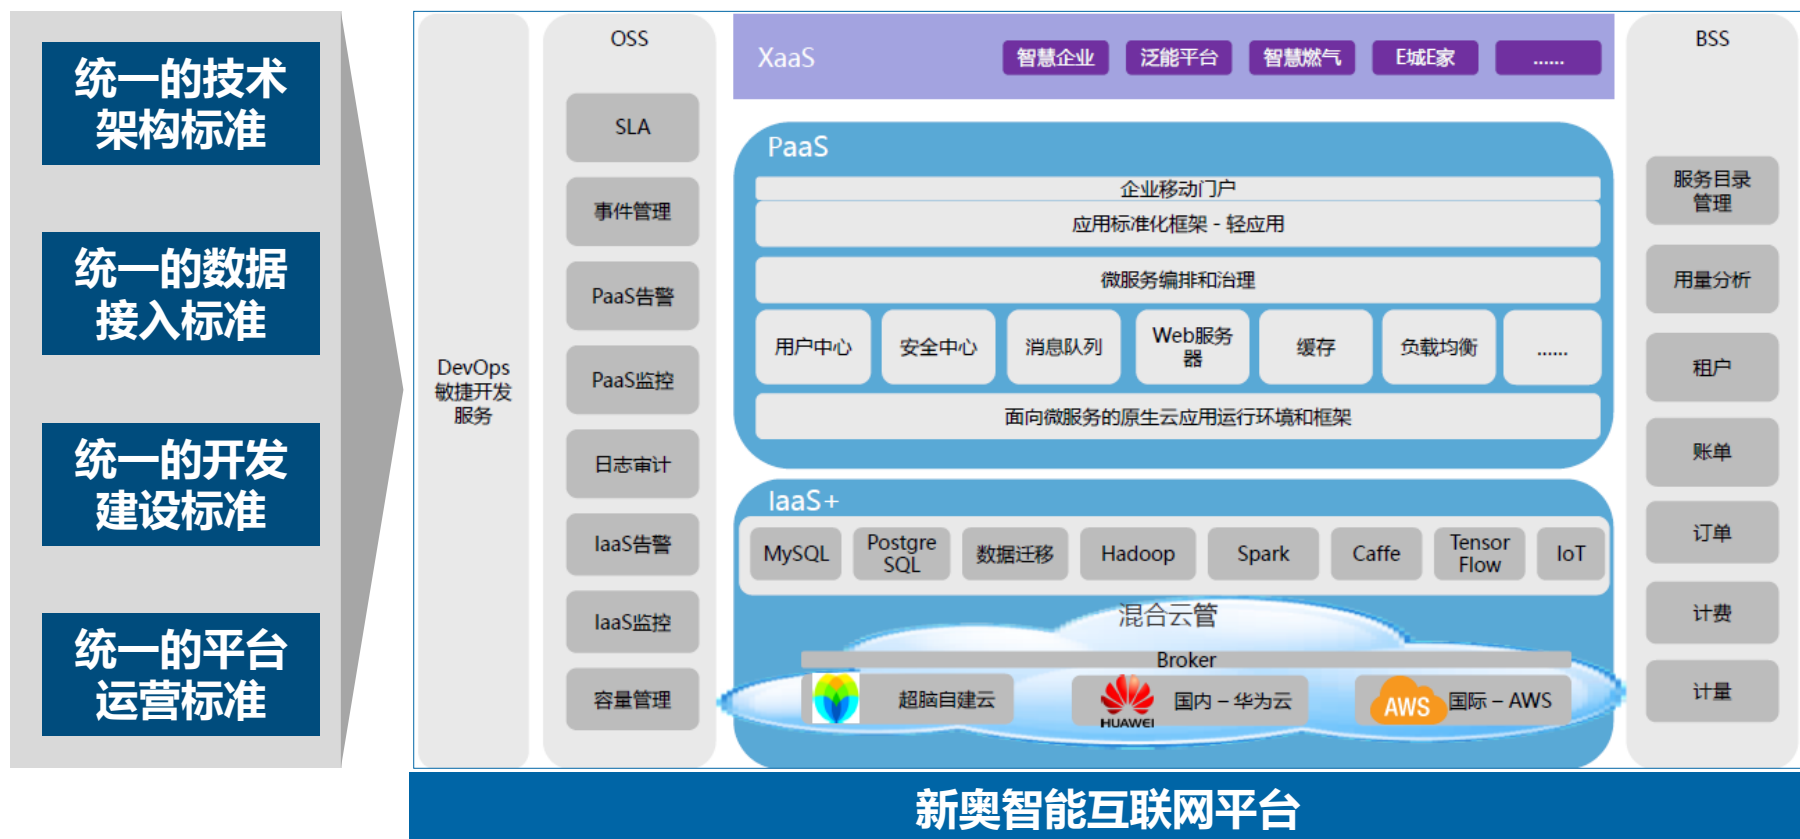 统一的技术
架构标准
统一的数据
接入标准
统一的开发
建设标准
统一的平台
运营标准
DevOps
敏捷开发
服务
OSS
SLA
事件管理
PaaS告警
PaaS监控
日志审计
IaaS告警
IaaS监控
容量管理
XaaS
智慧企业
泛能平台
智慧燃气
E城E家
......
PaaS
企业移动门户
应用标准化框架 - 轻应用
微服务编排和治理
用户中心
安全中心
消息队列
Web服务
器
缓存
负载均衡
......
面向微服务的原生云应用运行环境和框架
IaaS+
MySQL
Postgre
SQL
数据迁移
Hadoop
Spark
Caffe
Tensor
Flow
IoT
混合云管
Broker
超脑自建云
HUAWEI
国内 – 华为云
AWS
国际 – AWS
BSS
服务目录
管理
用量分析
租户
账单
订单
计费
计量
新奥智能互联网平台